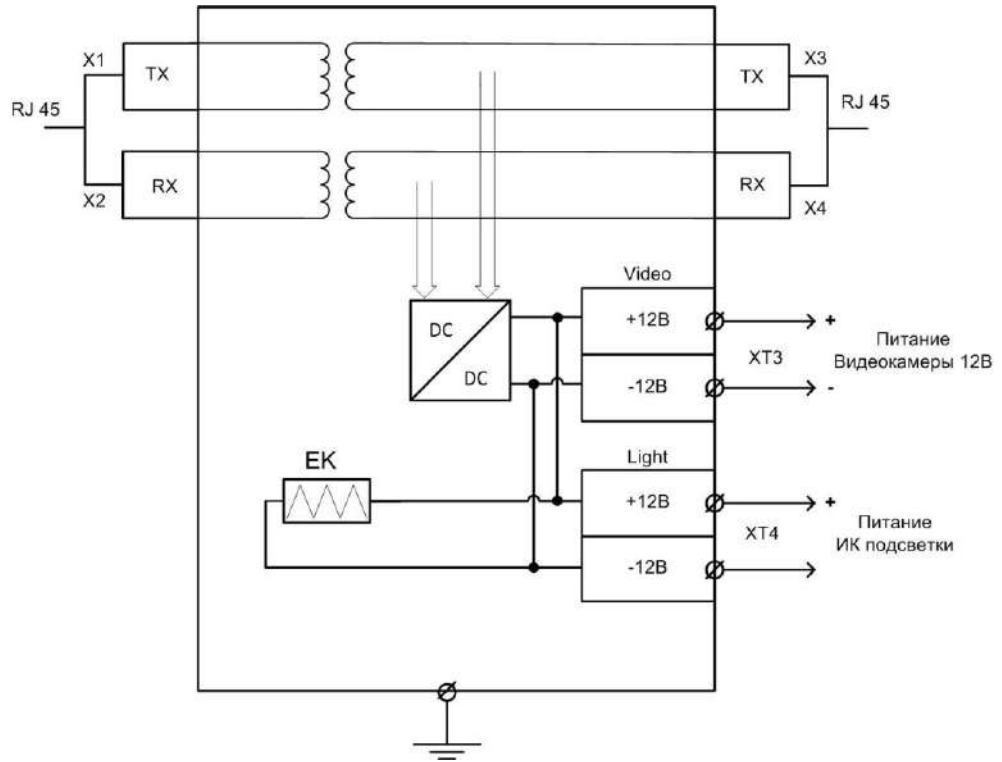 X1
TX
TX
X3
RJ 45
RJ 45
X2
RX
RX
X4
Video
DC
DC
+12В
+
XT3
Питание
Видеокамеры 12В
-12В
-
EK
Light
+12В
+
XT4
Питание
ИК подсветки
-12В